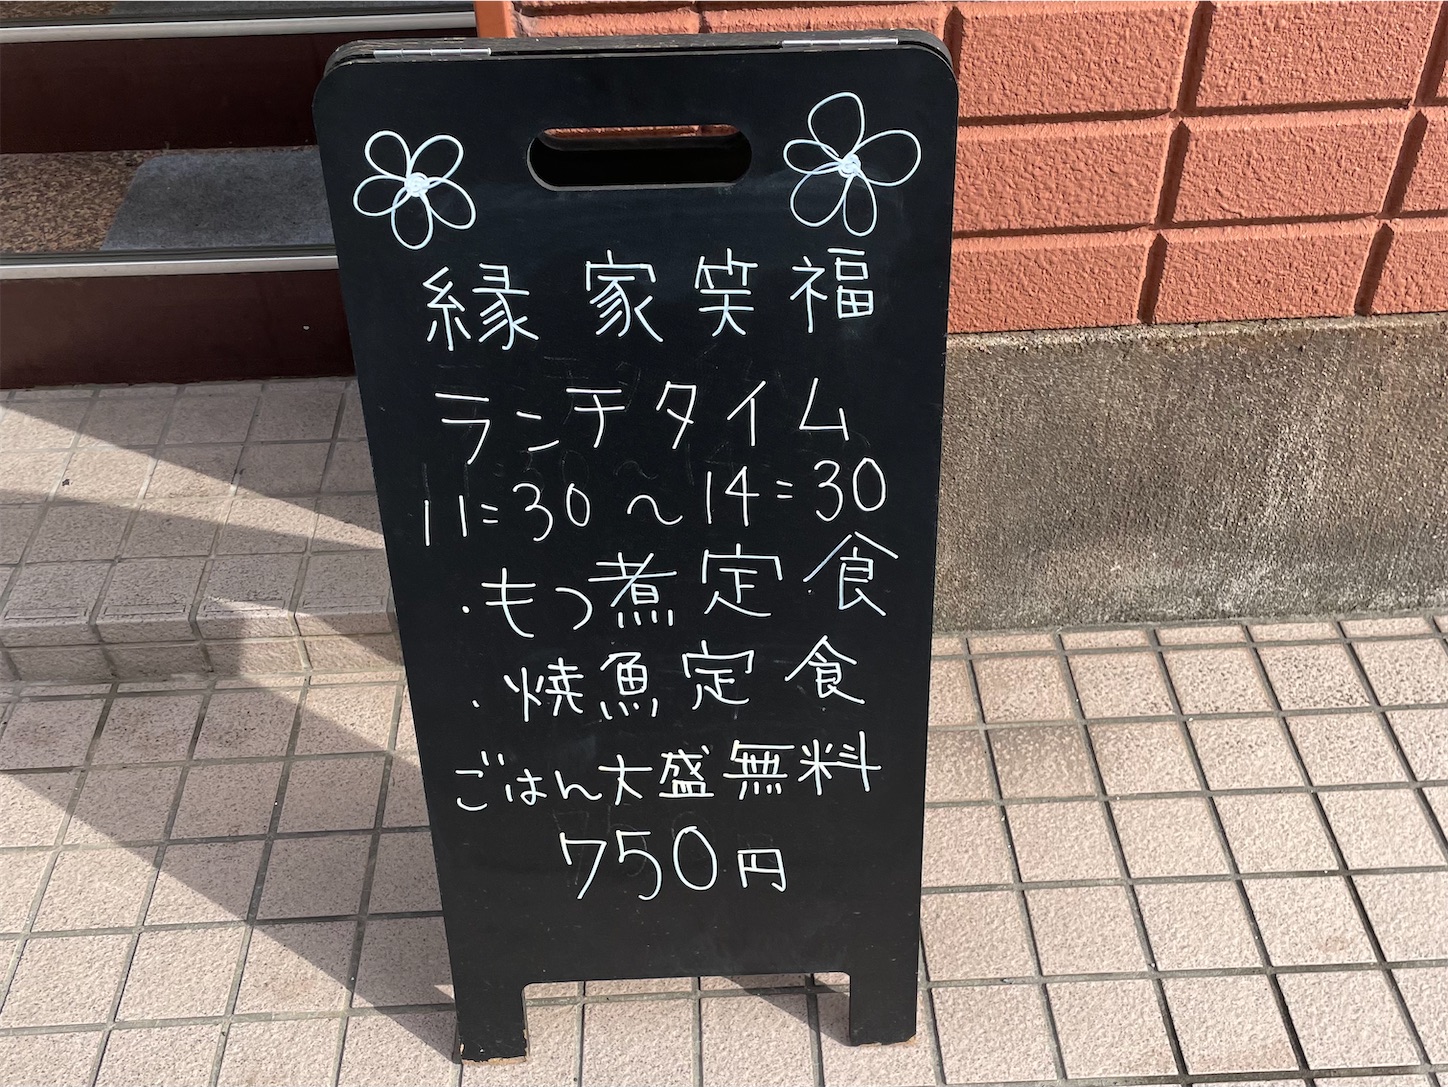 縁家笑福
ランチタイム
11:30〜14:30
・もつ煮定食
・焼魚定食
ごはん大盛無料
750円